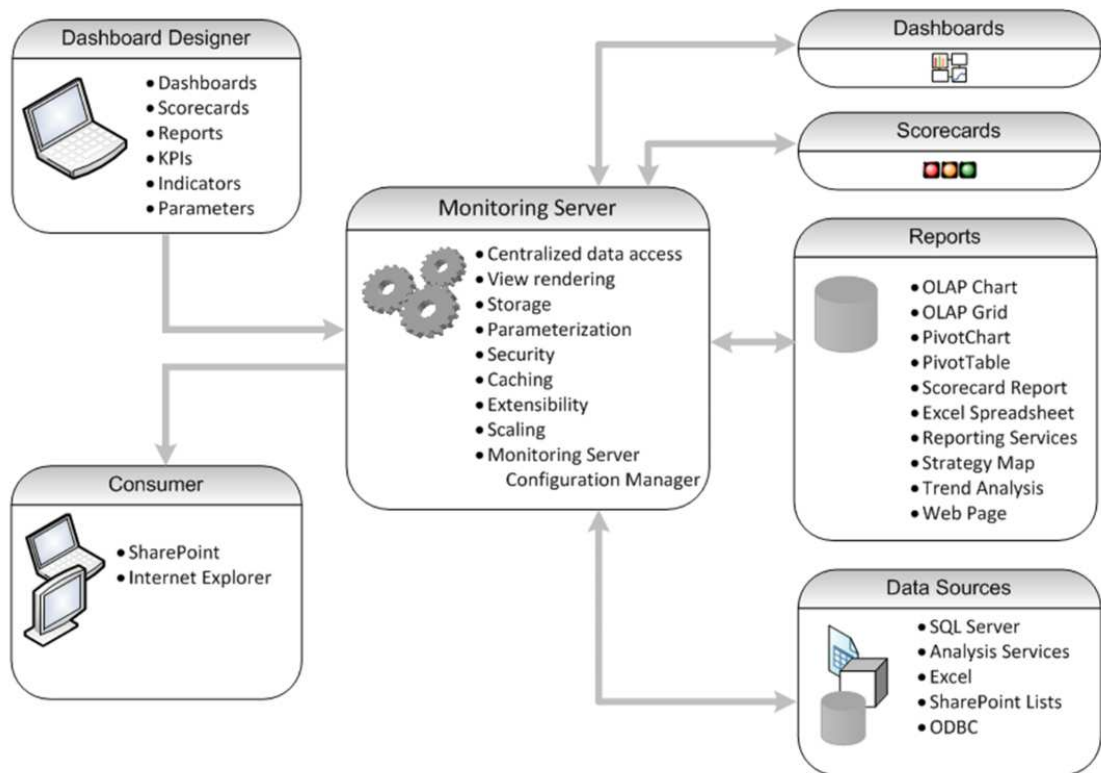 Dashboard Designer
Dashboards
Scorecards
Reports
KPIs
Indicators
Parameters
Monitoring Server
Centralized data access
View rendering
Storage
Parameterization
Security
Caching
Extensibility
Scaling
Monitoring Server
Configuration Manager
Consumer
SharePoint
Internet Explorer
Dashboards
Scorecards
Reports
OLAP Chart
OLAP Grid
PivotChart
PivotTable
Scorecard Report
Excel Spreadsheet
Reporting Services
Strategy Map
Trend Analysis
Web Page
Data Sources
SQL Server
Analysis Services
Excel
SharePoint Lists
ODBC